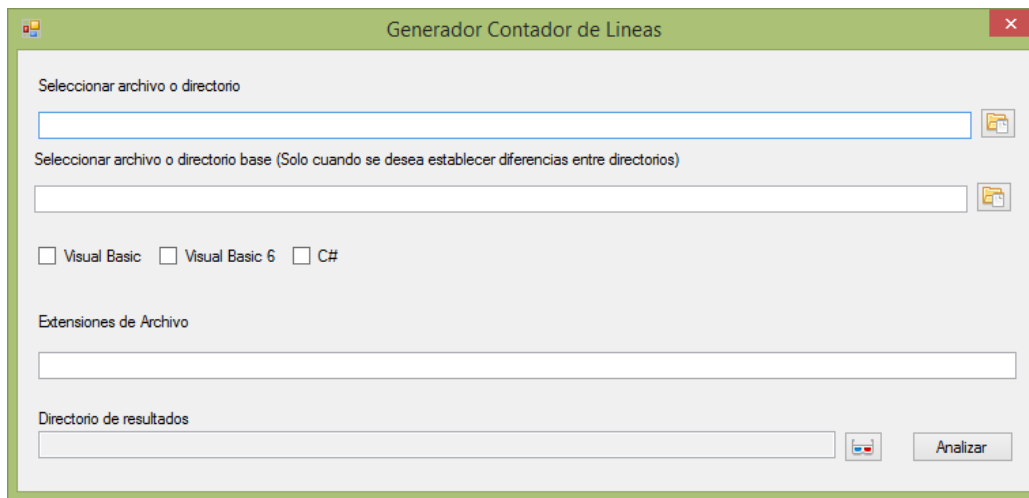 Generador Contador de Lineas
Seleccionar archivo o directorio
Seleccionar archivo o directorio base (Solo cuando se desea establecer diferencias entre directorios)
Visual Basic Visual Basic 6 C#
Extensiones de Archivo
Directorio de resultados
Analizar